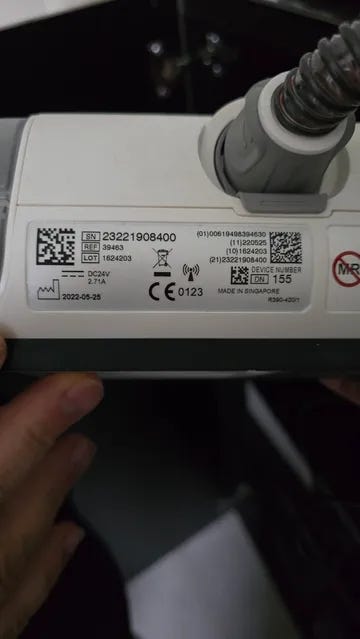 SN 23221908400
REF 39463
LOT 1624203
DC24V
2.71A
2022-05-25
CE 0123
(01)00619498394630
(11)220525
(10)1624203
(21)23221908400
DEVICE NUMBER
DN 155
MADE IN SINGAPORE
R390-420/1
MR